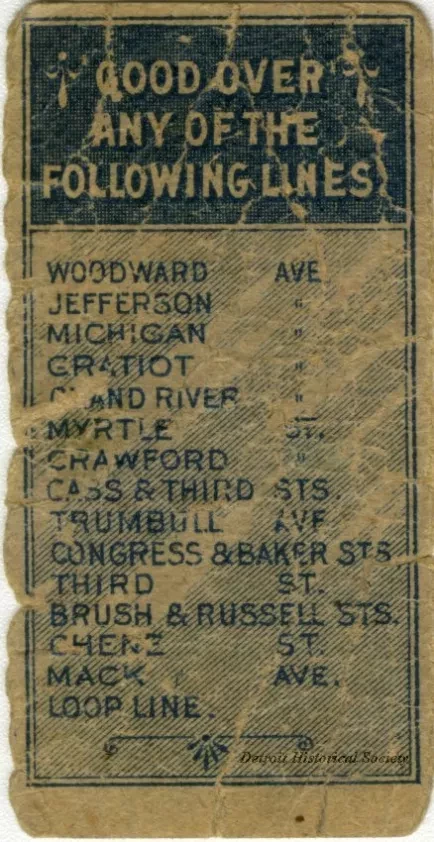 GOOD OVER
ANY OF THE
FOLLOWING LINES
WOODWARD AVE
JEFFERSON "
MICHIGAN "
GRATIOT "
GRAND RIVER "
MYRTLE ST.
CRAWFORD "
CASS & THIRD STS.
TRUMBULL AVE
CONGRESS & BAKER STS
THIRD ST.
BRUSH & RUSSELL STS.
CHENE ST.
MACK AVE.
LOOP LINE.
Detroit Historical Society